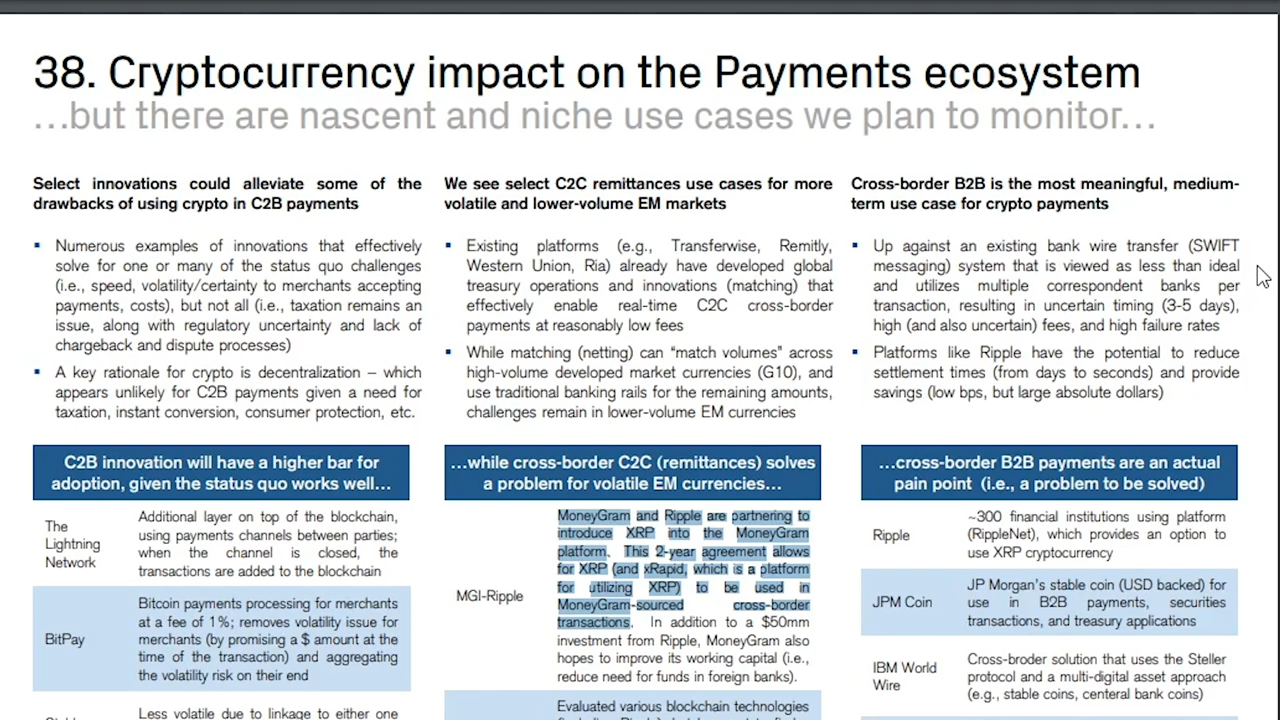 38. Cryptocurrency impact on the Payments ecosystem
…but there are nascent and niche use cases we plan to monitor…
Select innovations could alleviate some of the
drawbacks of using crypto in C2B payments
▪ Numerous examples of innovations that effectively
solve for one or many of the status quo challenges
(i.e., speed, volatility/certainty to merchants accepting
payments, costs), but not all (i.e., taxation remains an
issue, along with regulatory uncertainty and lack of
chargeback and dispute processes)
▪ A key rationale for crypto is decentralization – which
appears unlikely for C2B payments given a need for
taxation, instant conversion, consumer protection, etc.
We see select C2C remittances use cases for more
volatile and lower-volume EM markets
▪ Existing platforms (e.g., Transferwise, Remitly,
Western Union, Ria) already have developed global
treasury operations and innovations (matching) that
effectively enable real-time C2C cross-border
payments at reasonably low fees
▪ While matching (netting) can “match volumes” across
high-volume developed market currencies (G10), and
use traditional banking rails for the remaining amounts,
challenges remain in lower-volume EM currencies
Cross-border B2B is the most meaningful, medium-
term use case for crypto payments
▪ Up against an existing bank wire transfer (SWIFT
messaging) system that is viewed as less than ideal
and utilizes multiple correspondent banks per
transaction, resulting in uncertain timing (3-5 days),
high (and also uncertain) fees, and high failure rates
▪ Platforms like Ripple have the potential to reduce
settlement times (from days to seconds) and provide
savings (low bps, but large absolute dollars)
C2B innovation will have a higher bar for
adoption, given the status quo works well…
The
Lightning
Network
Additional layer on top of the blockchain,
using payments channels between parties;
when the channel is closed, the
transactions are added to the blockchain
BitPay
Bitcoin payments processing for merchants
at a fee of 1%; removes volatility issue for
merchants (by promising a $ amount at the
time of the transaction) and aggregating
the volatility risk on their end
Less volatile due to linkage to either one
…while cross-border C2C (remittances) solves
a problem for volatile EM currencies…
MGI-Ripple
MoneyGram and Ripple are partnering to
introduce XRP into the MoneyGram
platform. This 2-year agreement allows
for XRP (and xRapid, which is a platform
for utilizing XRP) to be used in
MoneyGram-sourced cross-border
transactions. In addition to a $50mm
investment from Ripple, MoneyGram also
hopes to improve its working capital (i.e.,
reduce need for funds in foreign banks).
Evaluated various blockchain technologies
…cross-border B2B payments are an actual
pain point (i.e., a problem to be solved)
Ripple
~300 financial institutions using platform
(RippleNet), which provides an option to
use XRP cryptocurrency
JPM Coin
JP Morgan’s stable coin (USD backed) for
use in B2B payments, securities
transactions, and treasury applications
IBM World
Wire
Cross-broder solution that uses the Steller
protocol and a multi-digital asset approach
(e.g., stable coins, centeral bank coins)